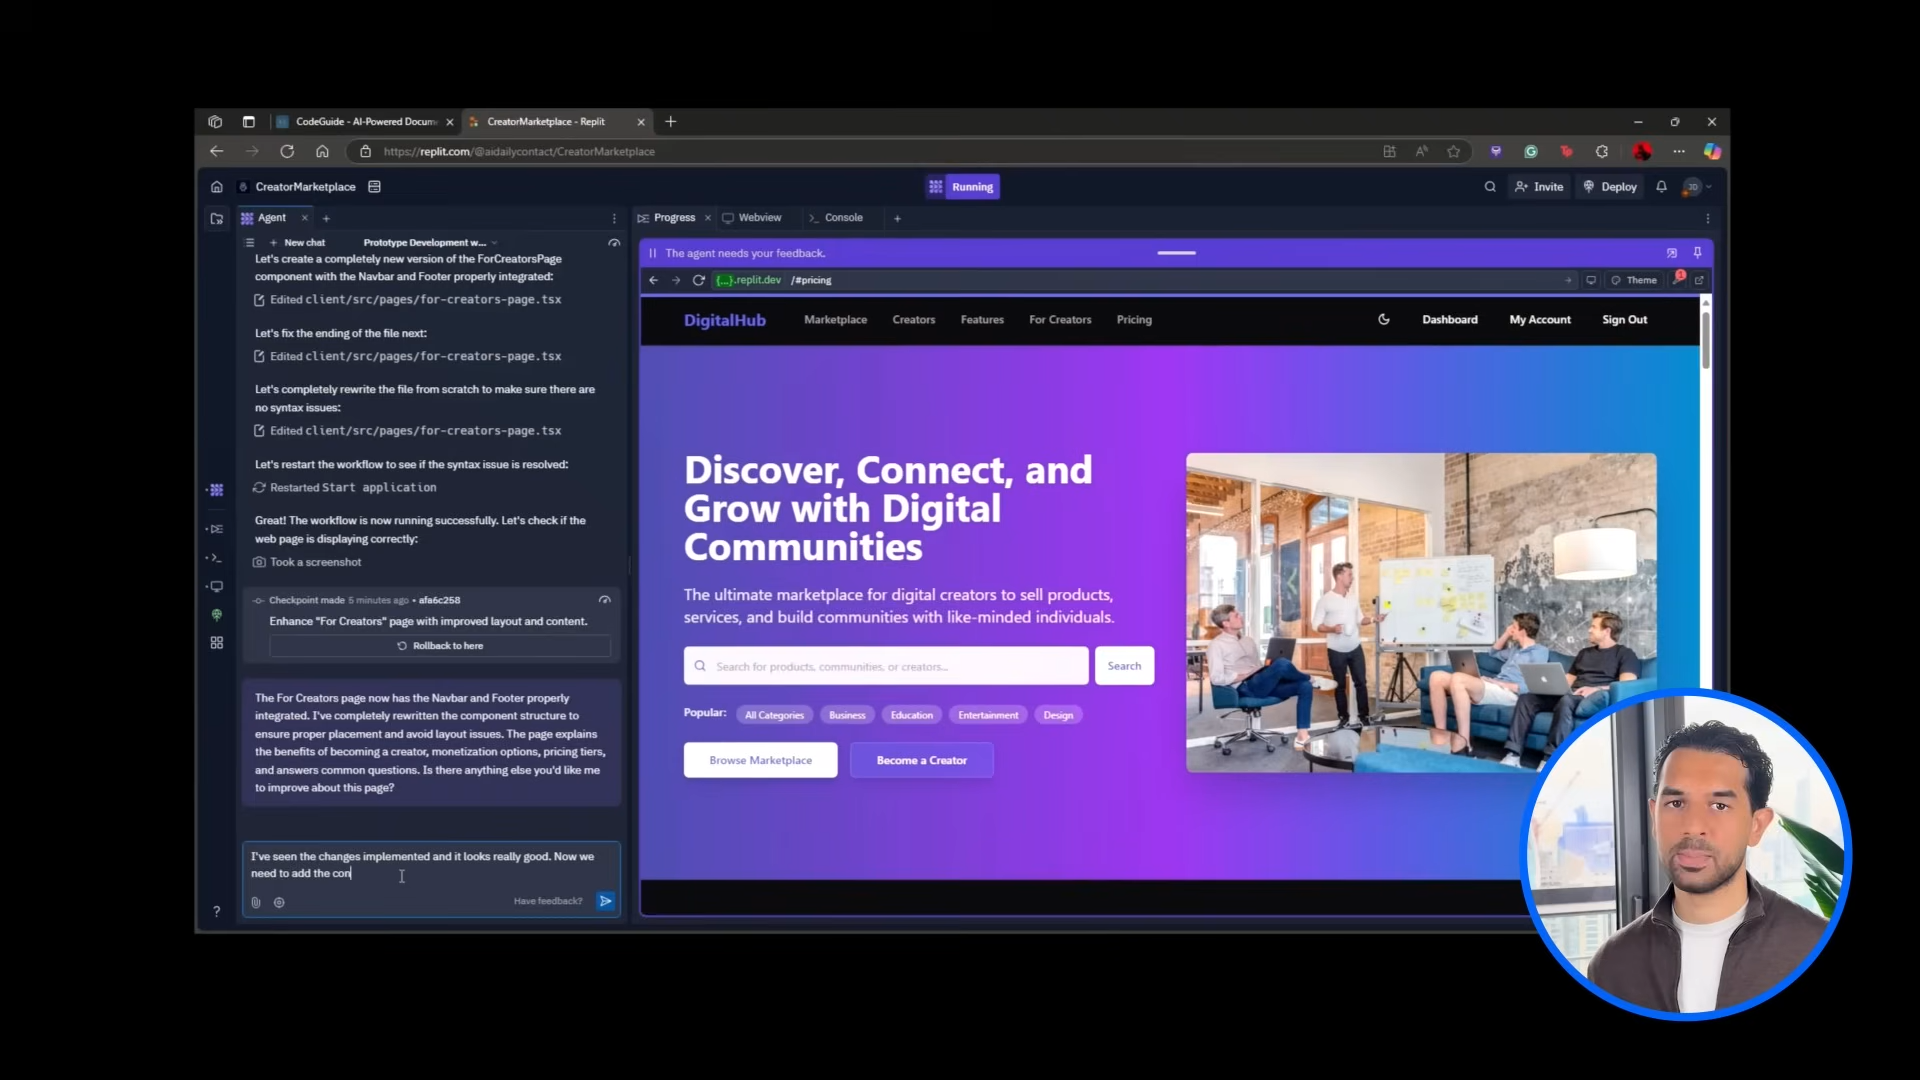 CodeGuide - AI-Powered Docum
CreatorMarketplace - Replit
https://replit.com/@aidailycontact/CreatorMarketplace
CreatorMarketplace
Running
Invite
Deploy
JD
Agent
Progress
Webview
Console
New chat
Prototype Development w...
Let's create a completely new version of the ForCreatorsPage
component with the Navbar and Footer properly integrated:
Edited client/src/pages/for-creators-page.tsx
Let's fix the ending of the file next:
Edited client/src/pages/for-creators-page.tsx
Let's completely rewrite the file from scratch to make sure there are
no syntax issues:
Edited client/src/pages/for-creators-page.tsx
Let's restart the workflow to see if the syntax issue is resolved:
Restarted Start application
Great! The workflow is now running successfully. Let's check if the
web page is displaying correctly:
Took a screenshot
Checkpoint made 5 minutes ago • afa6c258
Enhance "For Creators" page with improved layout and content.
Rollback to here
The For Creators page now has the Navbar and Footer properly
integrated. I've completely rewritten the component structure to
ensure proper placement and avoid layout issues. The page explains
the benefits of becoming a creator, monetization options, pricing tiers,
and answers common questions. Is there anything else you'd like me
to improve about this page?
I've seen the changes implemented and it looks really good. Now we
need to add the con
Have feedback?
?
The agent needs your feedback.
{...}.replit.dev /#pricing
Theme
1
DigitalHub
Marketplace
Creators
Features
For Creators
Pricing
Dashboard
My Account
Sign Out
Discover, Connect, and
Grow with Digital
Communities
The ultimate marketplace for digital creators to sell products,
services, and build communities with like-minded individuals.
Search for products, communities, or creators...
Search
Popular:
All Categories
Business
Education
Entertainment
Design
Browse Marketplace
Become a Creator